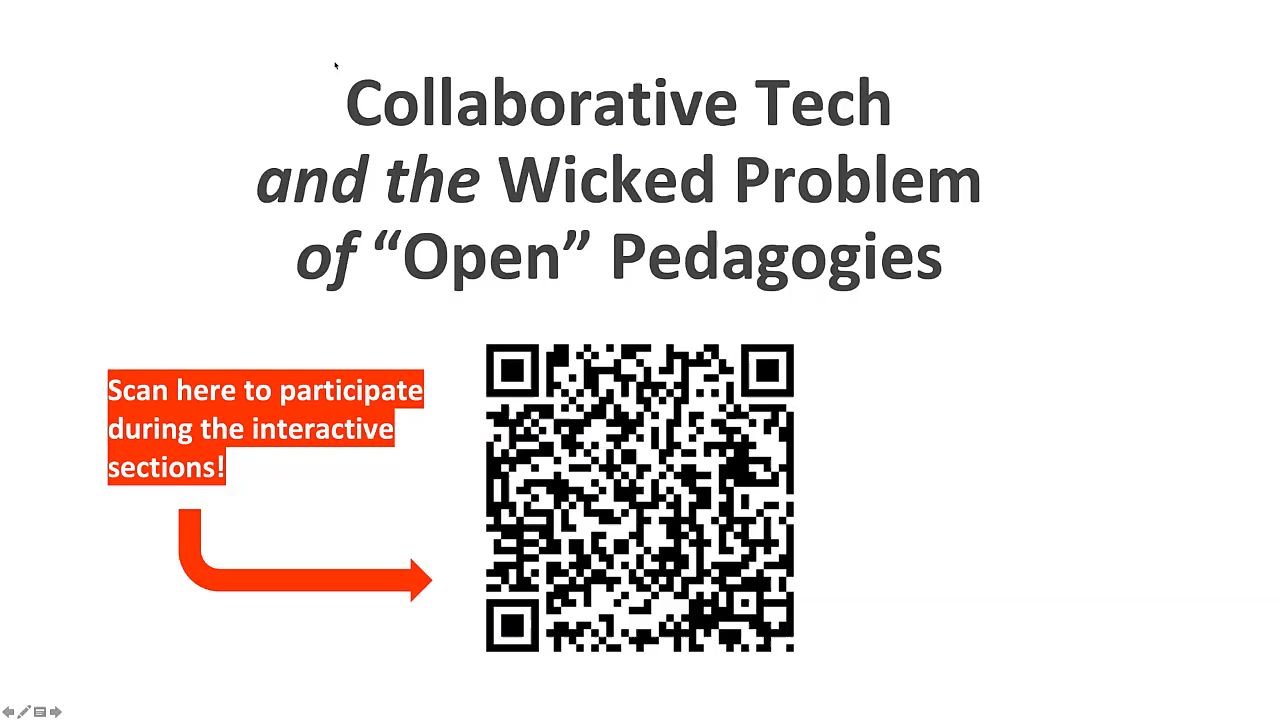 Collaborative Tech
and the Wicked Problem
of “Open” Pedagogies
Scan here to participate
during the interactive
sections!